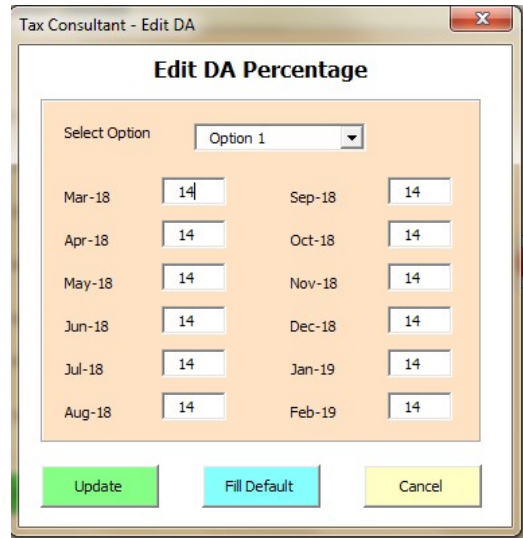 Tax Consultant - Edit DA
Edit DA Percentage
Select Option Option 1
Mar-18 14 Sep-18 14
Apr-18 14 Oct-18 14
May-18 14 Nov-18 14
Jun-18 14 Dec-18 14
Jul-18 14 Jan-19 14
Aug-18 14 Feb-19 14
Update Fill Default Cancel